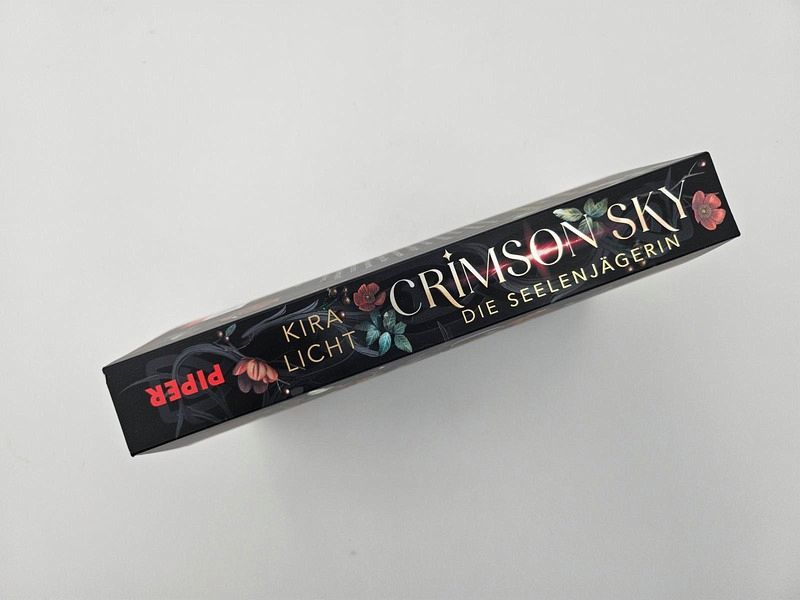 CRIMSON SKY
DIE SEELENJÄGERIN
KIRA
LICHT
PIPER